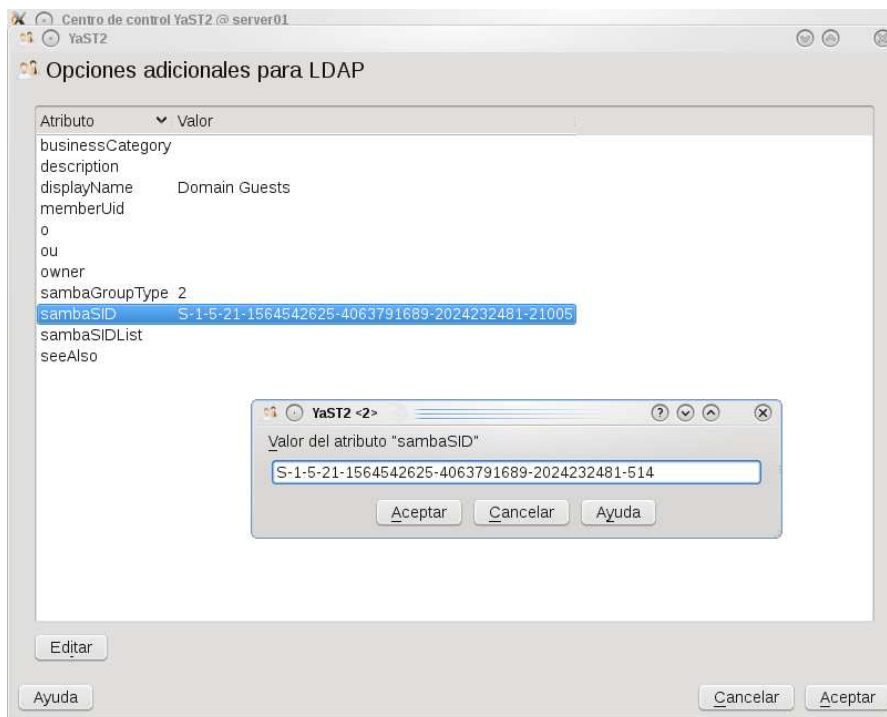 Centro de control YaST2 @ server01
YaST2
Opciones adicionales para LDAP
Atributo Valor
businessCategory
description
displayName Domain Guests
memberUid
o
ou
owner
sambaGroupType 2
sambaSID S-1-5-21-1564542625-4063791689-2024232481-21005
sambaSIDList
seeAlso
YaST2 <2>
Valor del atributo "sambaSID"
S-1-5-21-1564542625-4063791689-2024232481-514
Aceptar Cancelar Ayuda
Editar
Ayuda Cancelar Aceptar